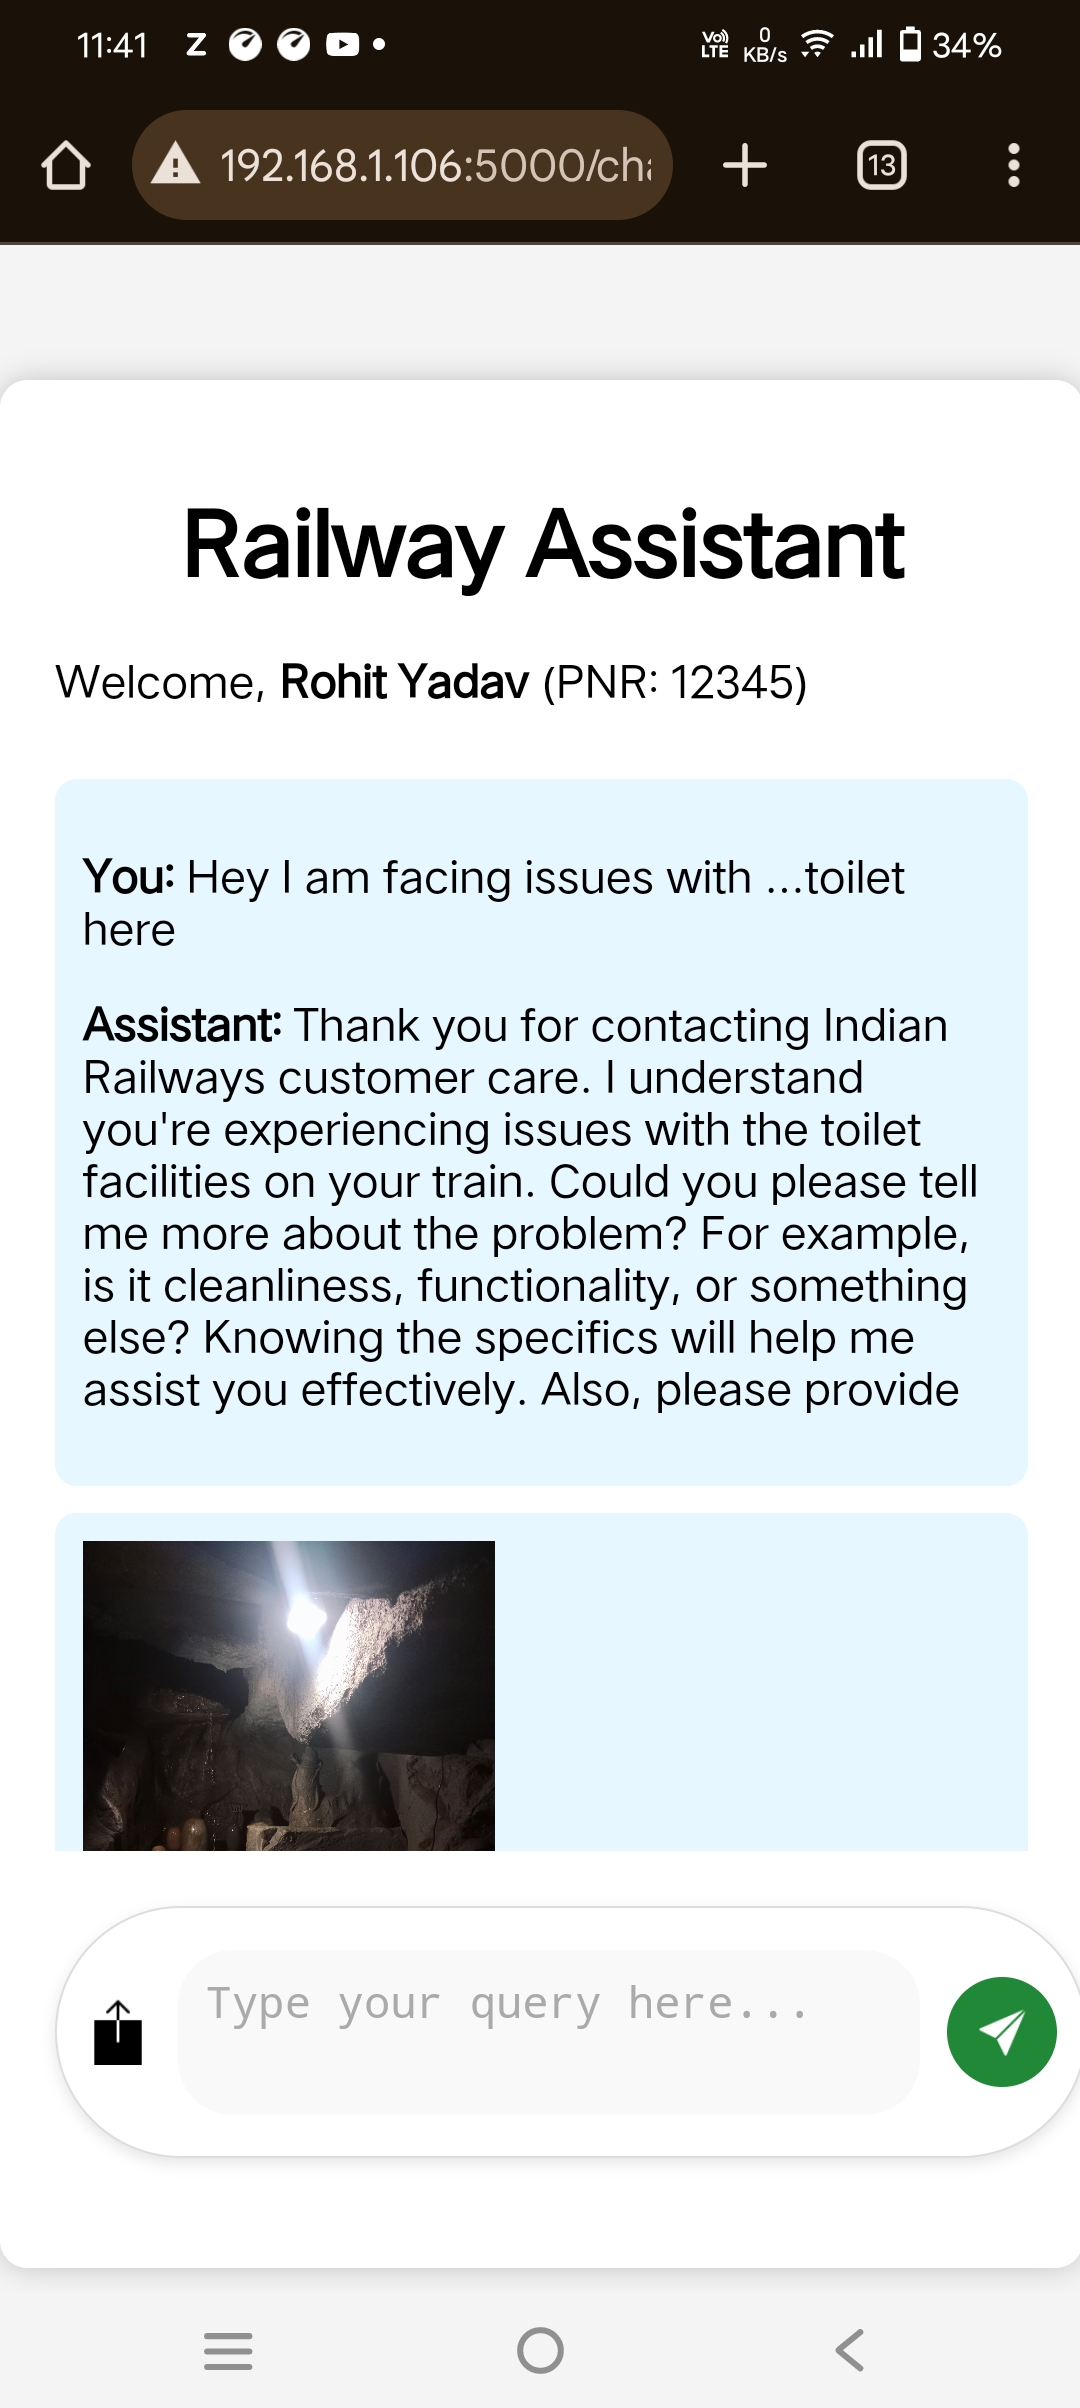 11:41 Z VoLTE 0 KB/s 34%
192.168.1.106:5000/cha 13
Railway Assistant
Welcome, Rohit Yadav (PNR: 12345)
You: Hey I am facing issues with ...toilet
here
Assistant: Thank you for contacting Indian
Railways customer care. I understand
you're experiencing issues with the toilet
facilities on your train. Could you please tell
me more about the problem? For example,
is it cleanliness, functionality, or something
else? Knowing the specifics will help me
assist you effectively. Also, please provide
Type your query here...